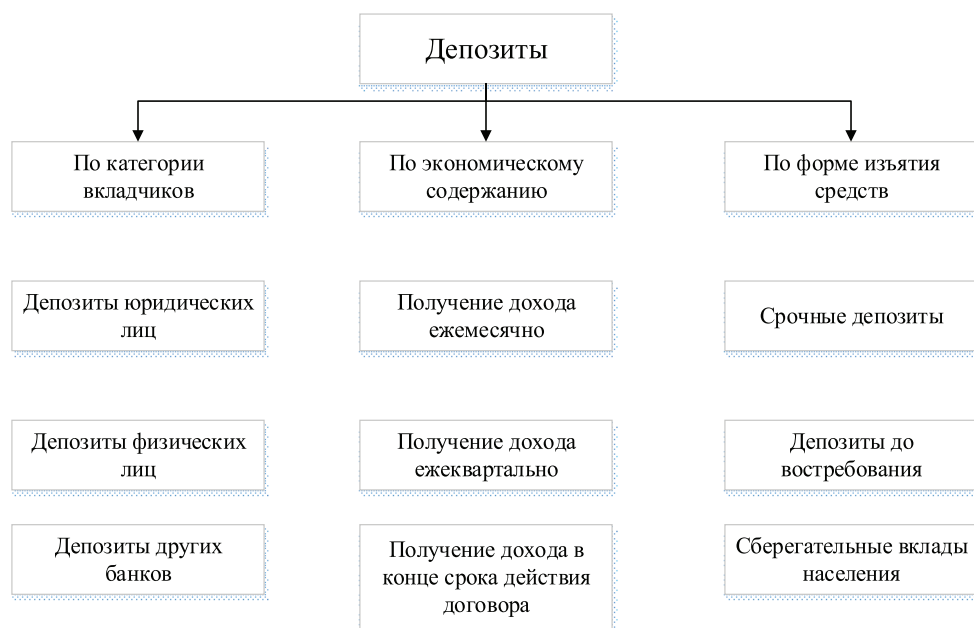 Депозиты
По категории
вкладчиков
По экономическому
содержанию
По форме изъятия
средств
Депозиты юридических
лиц
Получение дохода
ежемесячно
Срочные депозиты
Депозиты физических
лиц
Получение дохода
ежеквартально
Депозиты до
востребования
Депозиты других
банков
Получение дохода в
конце срока действия
договора
Сберегательные вклады
населения